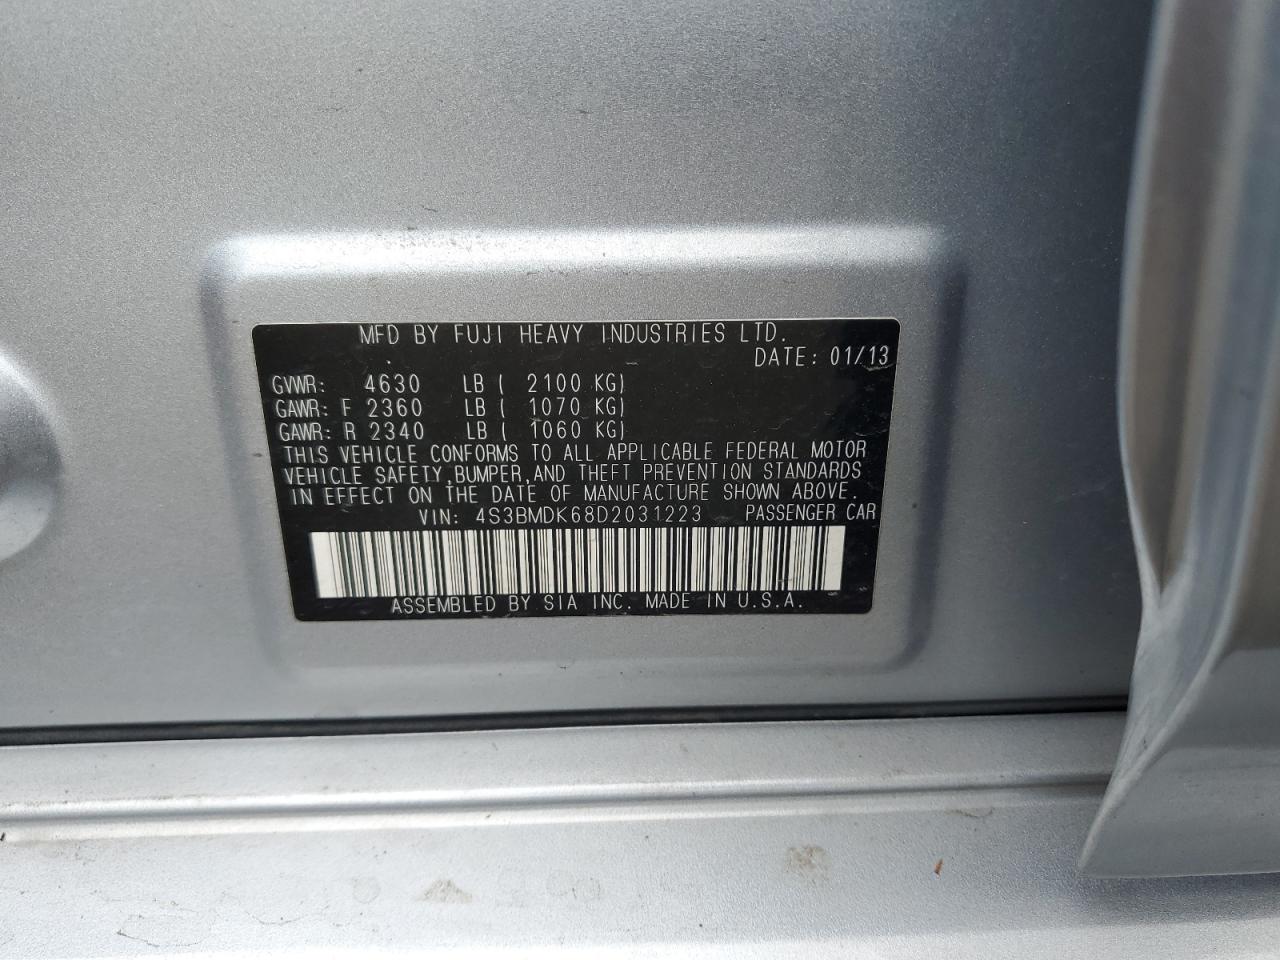 MFD BY FUJI HEAVY INDUSTRIES LTD.
DATE: 01/13
GVWR: 4630 LB ( 2100 KG)
GAWR: F 2360 LB ( 1070 KG)
GAWR: R 2340 LB ( 1060 KG)
THIS VEHICLE CONFORMS TO ALL APPLICABLE FEDERAL MOTOR
VEHICLE SAFETY, BUMPER, AND THEFT PREVENTION STANDARDS
IN EFFECT ON THE DATE OF MANUFACTURE SHOWN ABOVE.
VIN: 4S3BMDK68D2031223 PASSENGER CAR
ASSEMBLED BY SIA INC. MADE IN U.S.A.